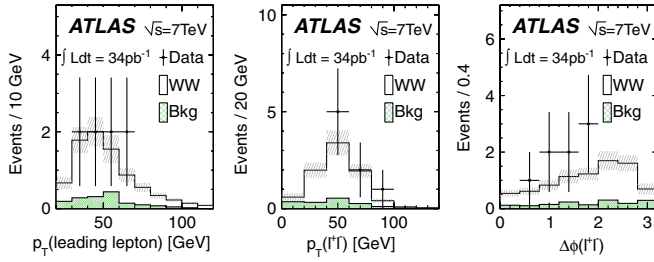 ATLAS √s=7TeV
∫ Ldt = 34pb⁻¹ Data
WW
Bkg
Events / 10 GeV
0 2 4 6
50 100
p_T(leading lepton) [GeV]
ATLAS √s=7TeV
∫ Ldt = 34pb⁻¹ Data
WW
Bkg
Events / 20 GeV
0 5 10
0 50 100
p_T(l⁺l⁻) [GeV]
ATLAS √s=7TeV
∫ Ldt = 34pb⁻¹ Data
WW
Bkg
Events / 0.4
0 2 4 6
0 1 2 3
Δϕ(l⁺l⁻)